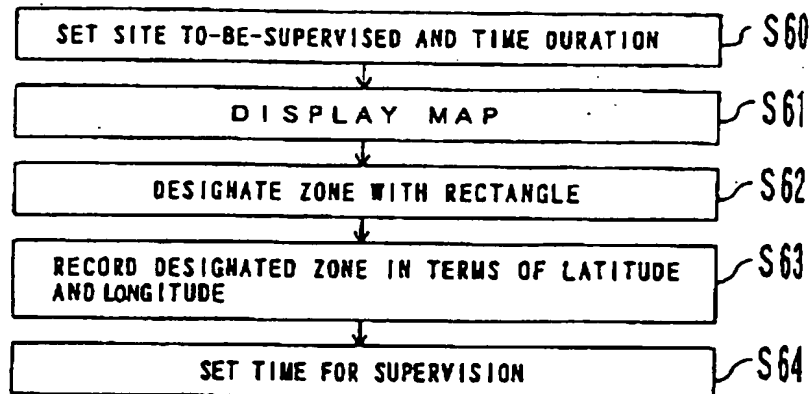 SET SITE TO-BE-SUPERVISED AND TIME DURATION S60
DISPLAY MAP S61
DESIGNATE ZONE WITH RECTANGLE S62
RECORD DESIGNATED ZONE IN TERMS OF LATITUDE S63
AND LONGITUDE
SET TIME FOR SUPERVISION S64